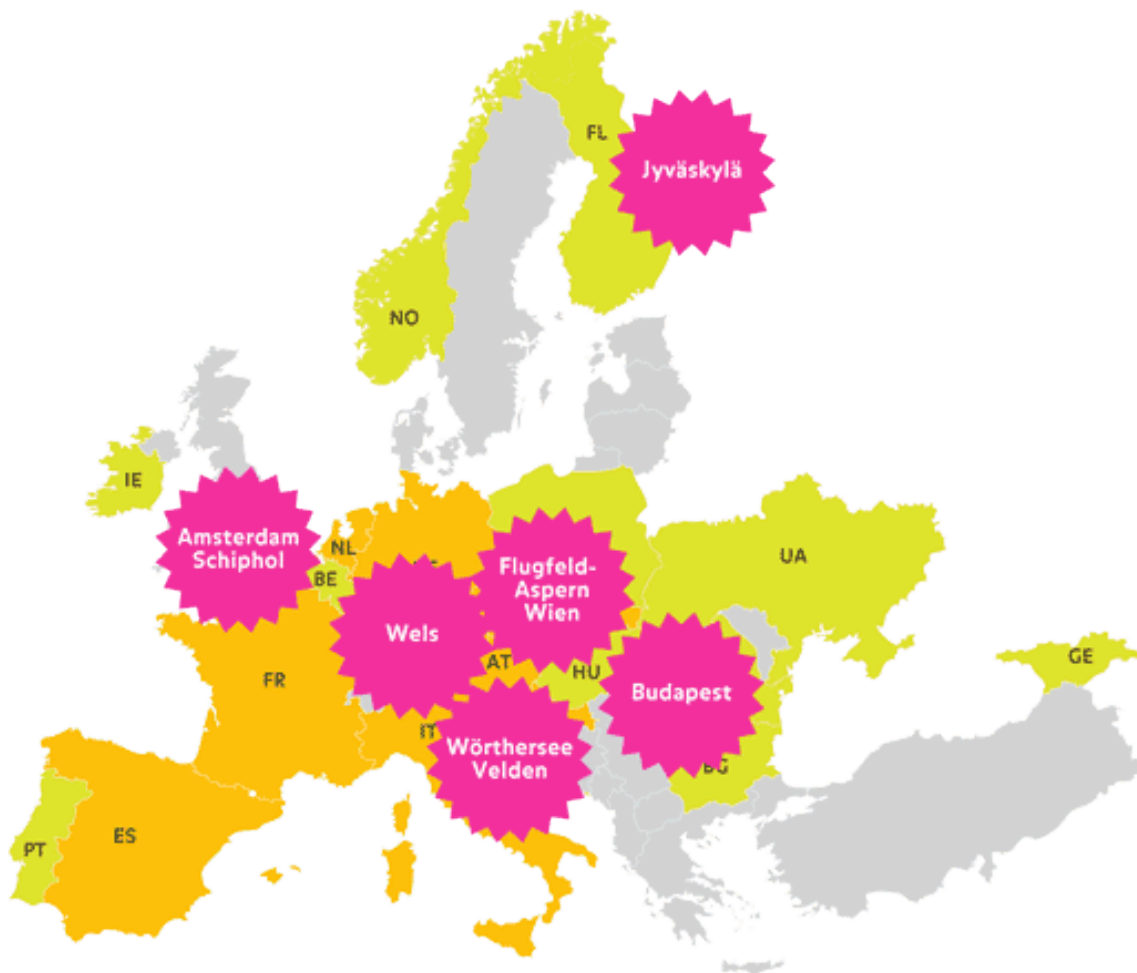 FL
Jyväskylä
NO
IE
Amsterdam
Schiphol
NL
BE
Flugfeld-
Aspern
Wien
UA
Wels
AT
HU
GE
FR
Budapest
IT
Wörthersee
Velden
BG
ES
PT